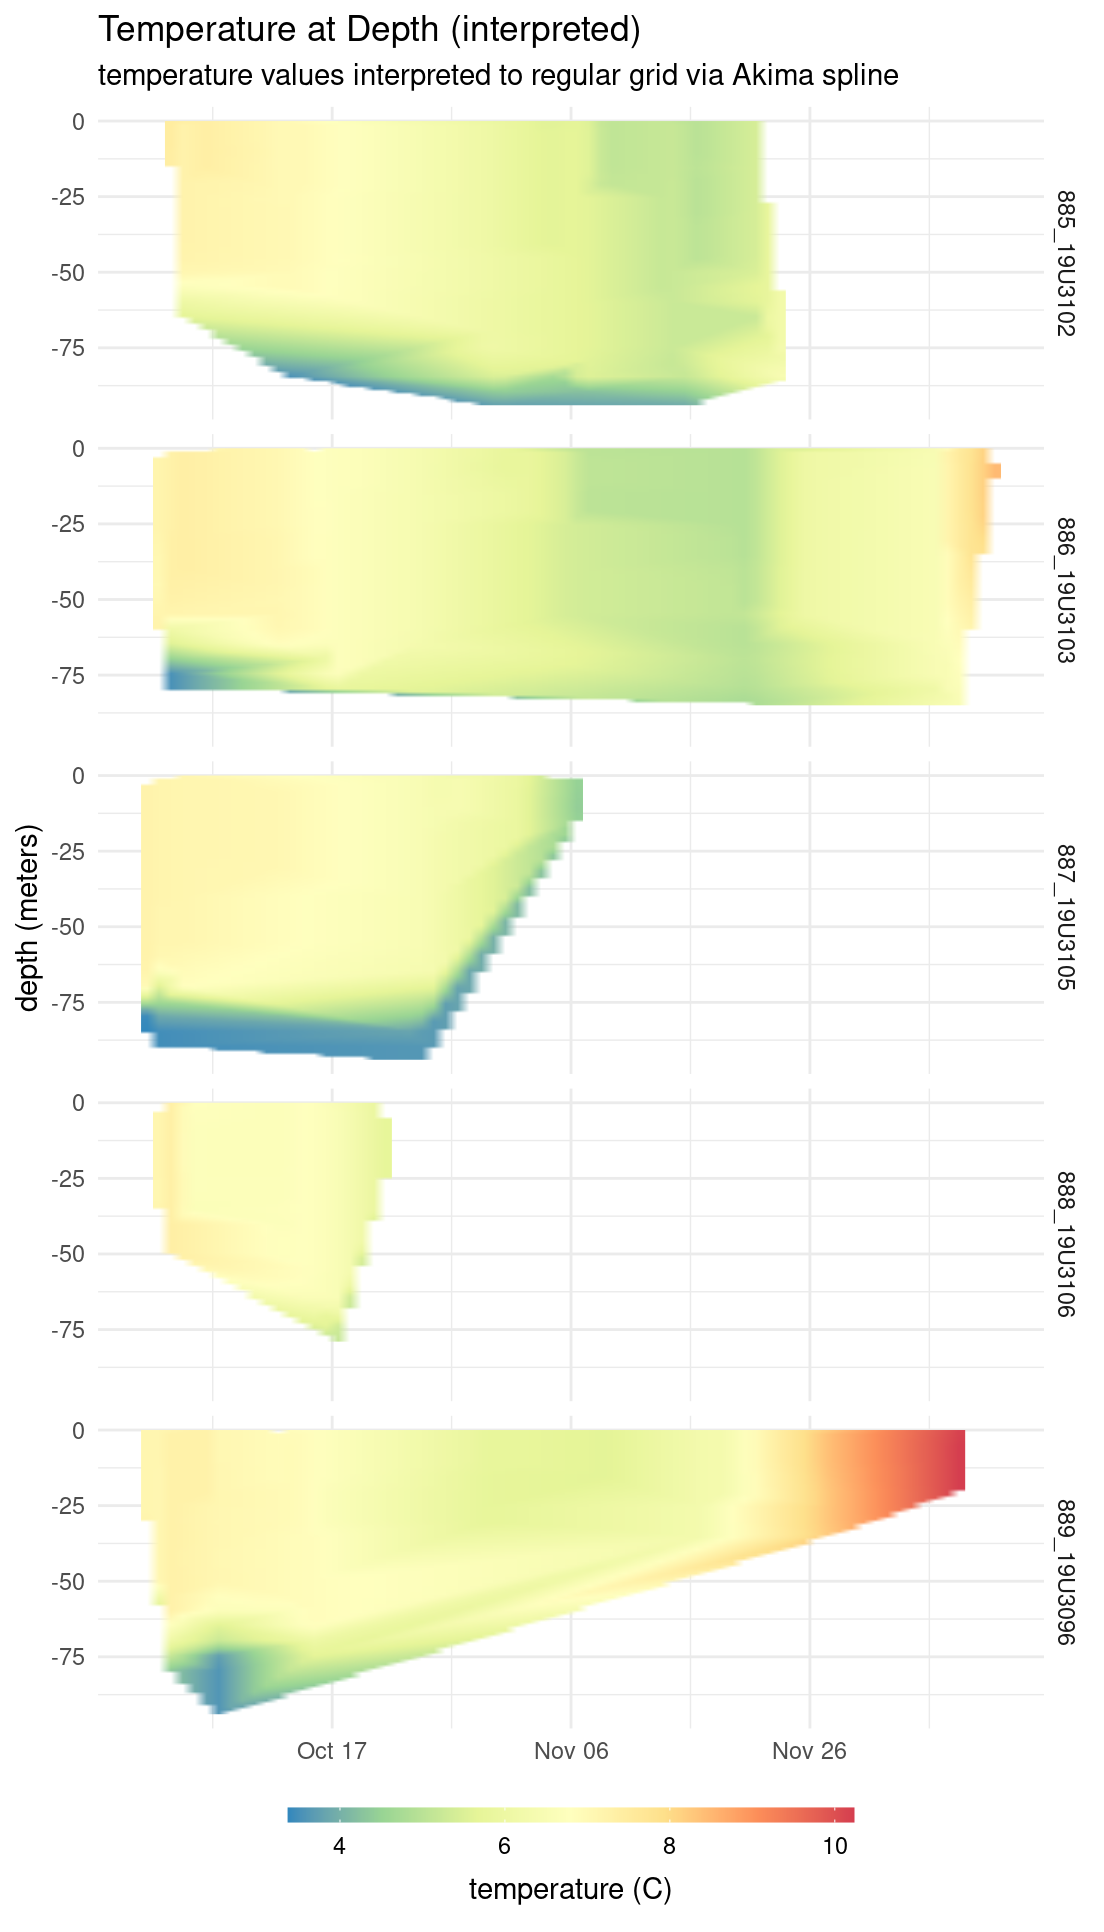 Temperature at Depth (interpreted)
temperature values interpreted to regular grid via Akima spline
0
-25
-50
-75
885_19U3102
0
-25
-50
-75
886_19U3103
depth (meters)
0
-25
-50
-75
887_19U3105
0
-25
-50
-75
888_19U3106
0
-25
-50
-75
889_19U3096
Oct 17 Nov 06 Nov 26
4 6 8 10
temperature (C)